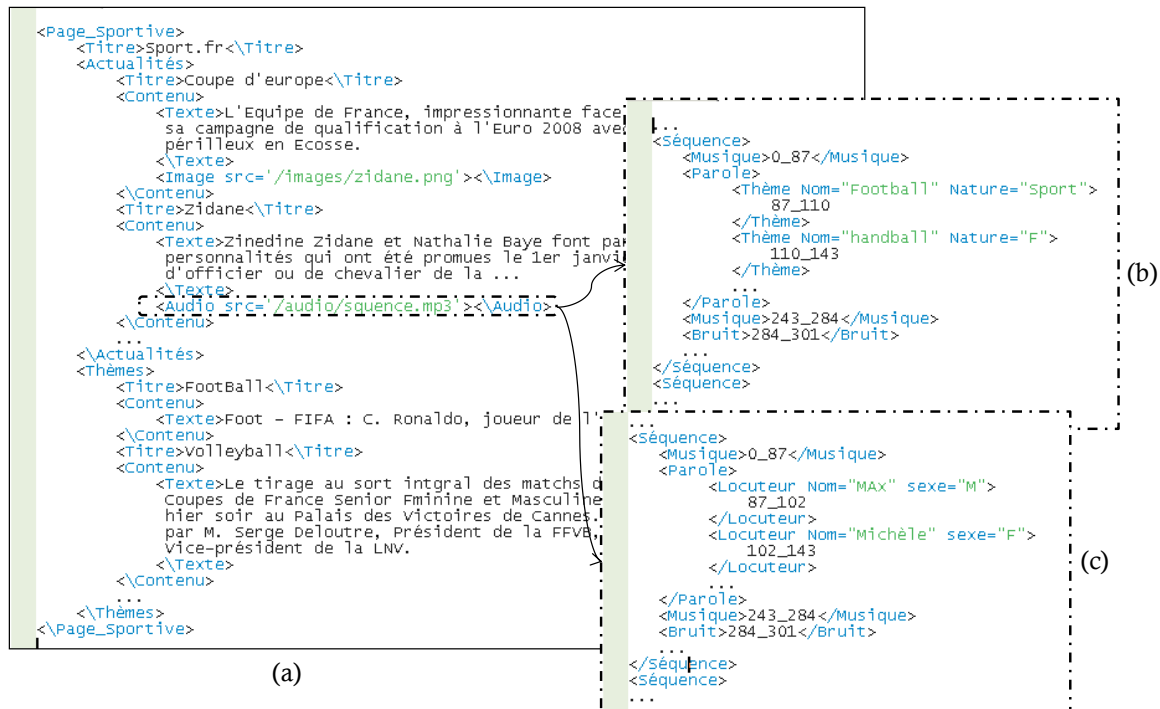 <Page_Sportive>
<Titre>Sport.fr<\Titre>
<Actualités>
<Titre>Coupe d'europe<\Titre>
<Contenu>
<Texte>L'Equipe de France, impressionnante face
sa campagne de qualification à l'Euro 2008 ave
périlleux en Ecosse.
<\Texte>
<Image src='/images/zidane.png'><\Image>
<\Contenu>
<Titre>Zidane<\Titre>
<Contenu>
<Texte>Zinedine Zidane et Nathalie Baye font pa
personnalités qui ont été promues le 1er janvi
d'officier ou de chevalier de la ...
<\Texte>
<Audio src='/audio/squence.mp3'><\Audio>
<\Contenu>
...
<\Actualités>
<Thèmes>
<Titre>FootBall<\Titre>
<Contenu>
<Texte>Foot - FIFA : C. Ronaldo, joueur de l'
<\Contenu>
<Titre>Volleyball<\Titre>
<Contenu>
<Texte>Le tirage au sort intgral des matchs d
Coupes de France Senior Fminine et Masculine
hier soir au Palais des Victoires de Cannes.
par M. Serge Deloutre, Président de la FFVB,
Vice-président de la LNV.
<\Texte>
<\Contenu>
...
<\Thèmes>
<\Page_Sportive>
(a)
...
<Séquence>
<Musique>0_87</Musique>
<Parole>
<Thème Nom="Football" Nature="Sport">
87_110
</Thème>
<Thème Nom="handball" Nature="F">
110_143
</Thème>
...
</Parole>
<Musique>243_284</Musique>
<Bruit>284_301</Bruit>
...
</Séquence>
<Séquence>
...
(b)
...
<Séquence>
<Musique>0_87</Musique>
<Parole>
<Locuteur Nom="MAx" sexe="M">
87_102
</Locuteur>
<Locuteur Nom="Michèle" sexe="F">
102_143
</Locuteur>
...
</Parole>
<Musique>243_284</Musique>
<Bruit>284_301</Bruit>
...
</Séquence>
<Séquence>
...
(c)